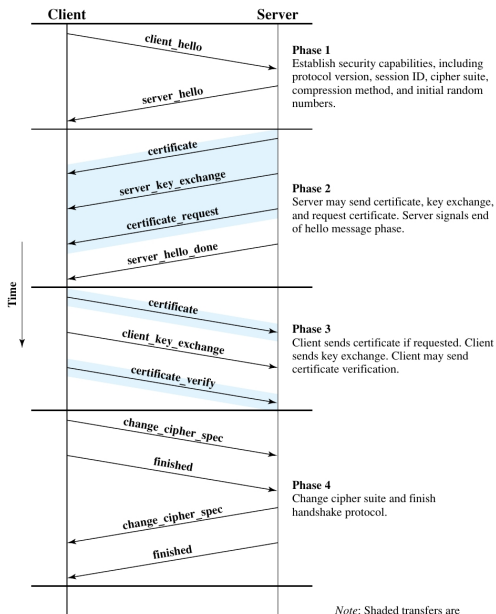 Client
Server
client_hello
server_hello
Phase 1
Establish security capabilities, including
protocol version, session ID, cipher suite,
compression method, and initial random
numbers.
certificate
server_key_exchange
certificate_request
server_hello_done
Phase 2
Server may send certificate, key exchange,
and request certificate. Server signals end
of hello message phase.
Time
certificate
client_key_exchange
certificate_verify
Phase 3
Client sends certificate if requested. Client
sends key exchange. Client may send
certificate verification.
change_cipher_spec
finished
change_cipher_spec
finished
Phase 4
Change cipher suite and finish
handshake protocol.
Note: Shaded transfers are